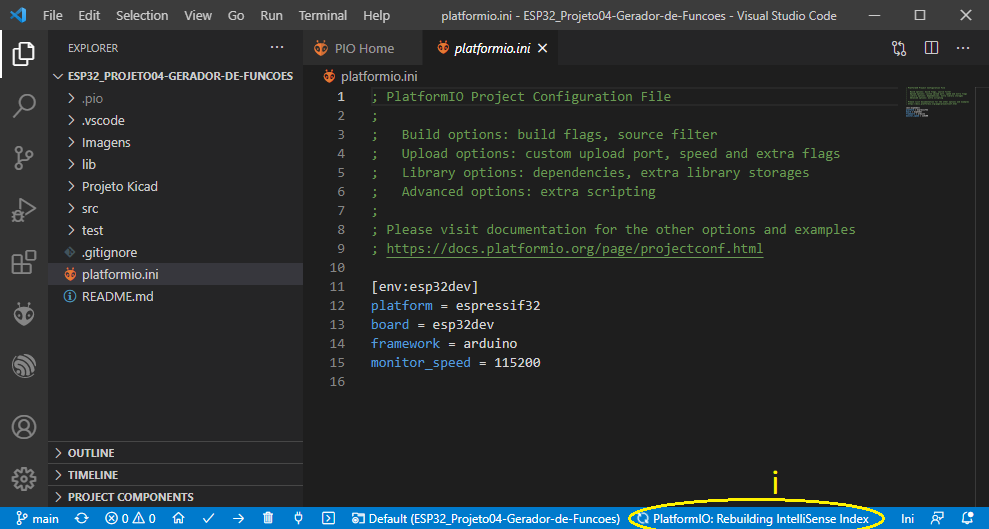 File Edit Selection View Go Run Terminal Help platformio.ini - ESP32_Projeto04-Gerador-de-Funcoes - Visual Studio Code
EXPLORER
PIO Home platformio.ini
ESP32_PROJETO04-GERADOR-DE-FUNCOES
.pio
.vscode
Imagens
lib
Projeto Kicad
src
test
.gitignore
platformio.ini
README.md
OUTLINE
TIMELINE
PROJECT COMPONENTS
platformio.ini
1 ; PlatformIO Project Configuration File
2 ;
3 ; Build options: build flags, source filter
4 ; Upload options: custom upload port, speed and extra flags
5 ; Library options: dependencies, extra library storages
6 ; Advanced options: extra scripting
7 ;
8 ; Please visit documentation for the other options and examples
9 ; https://docs.platformio.org/page/projectconf.html
10
11 [env:esp32dev]
12 platform = espressif32
13 board = esp32dev
14 framework = arduino
15 monitor_speed = 115200
16
i
main 0 0 Default (ESP32_Projeto04-Gerador-de-Funcoes) PlatformIO: Rebuilding IntelliSense Index Ini